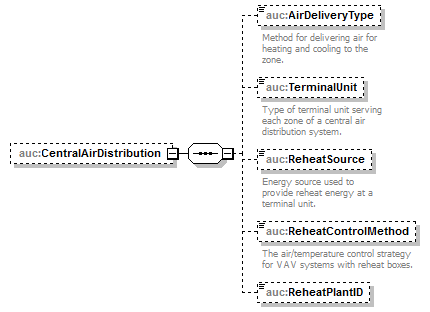 auc:AirDeliveryType
Method for delivering air for
heating and cooling to the
zone.
auc:TerminalUnit
Type of terminal unit serving
each zone of a central air
distribution system.
auc:CentralAirDistribution
auc:ReheatSource
Energy source used to
provide reheat energy at a
terminal unit.
auc:ReheatControlMethod
The air/temperature control strategy
for VAV systems with reheat boxes.
auc:ReheatPlantID